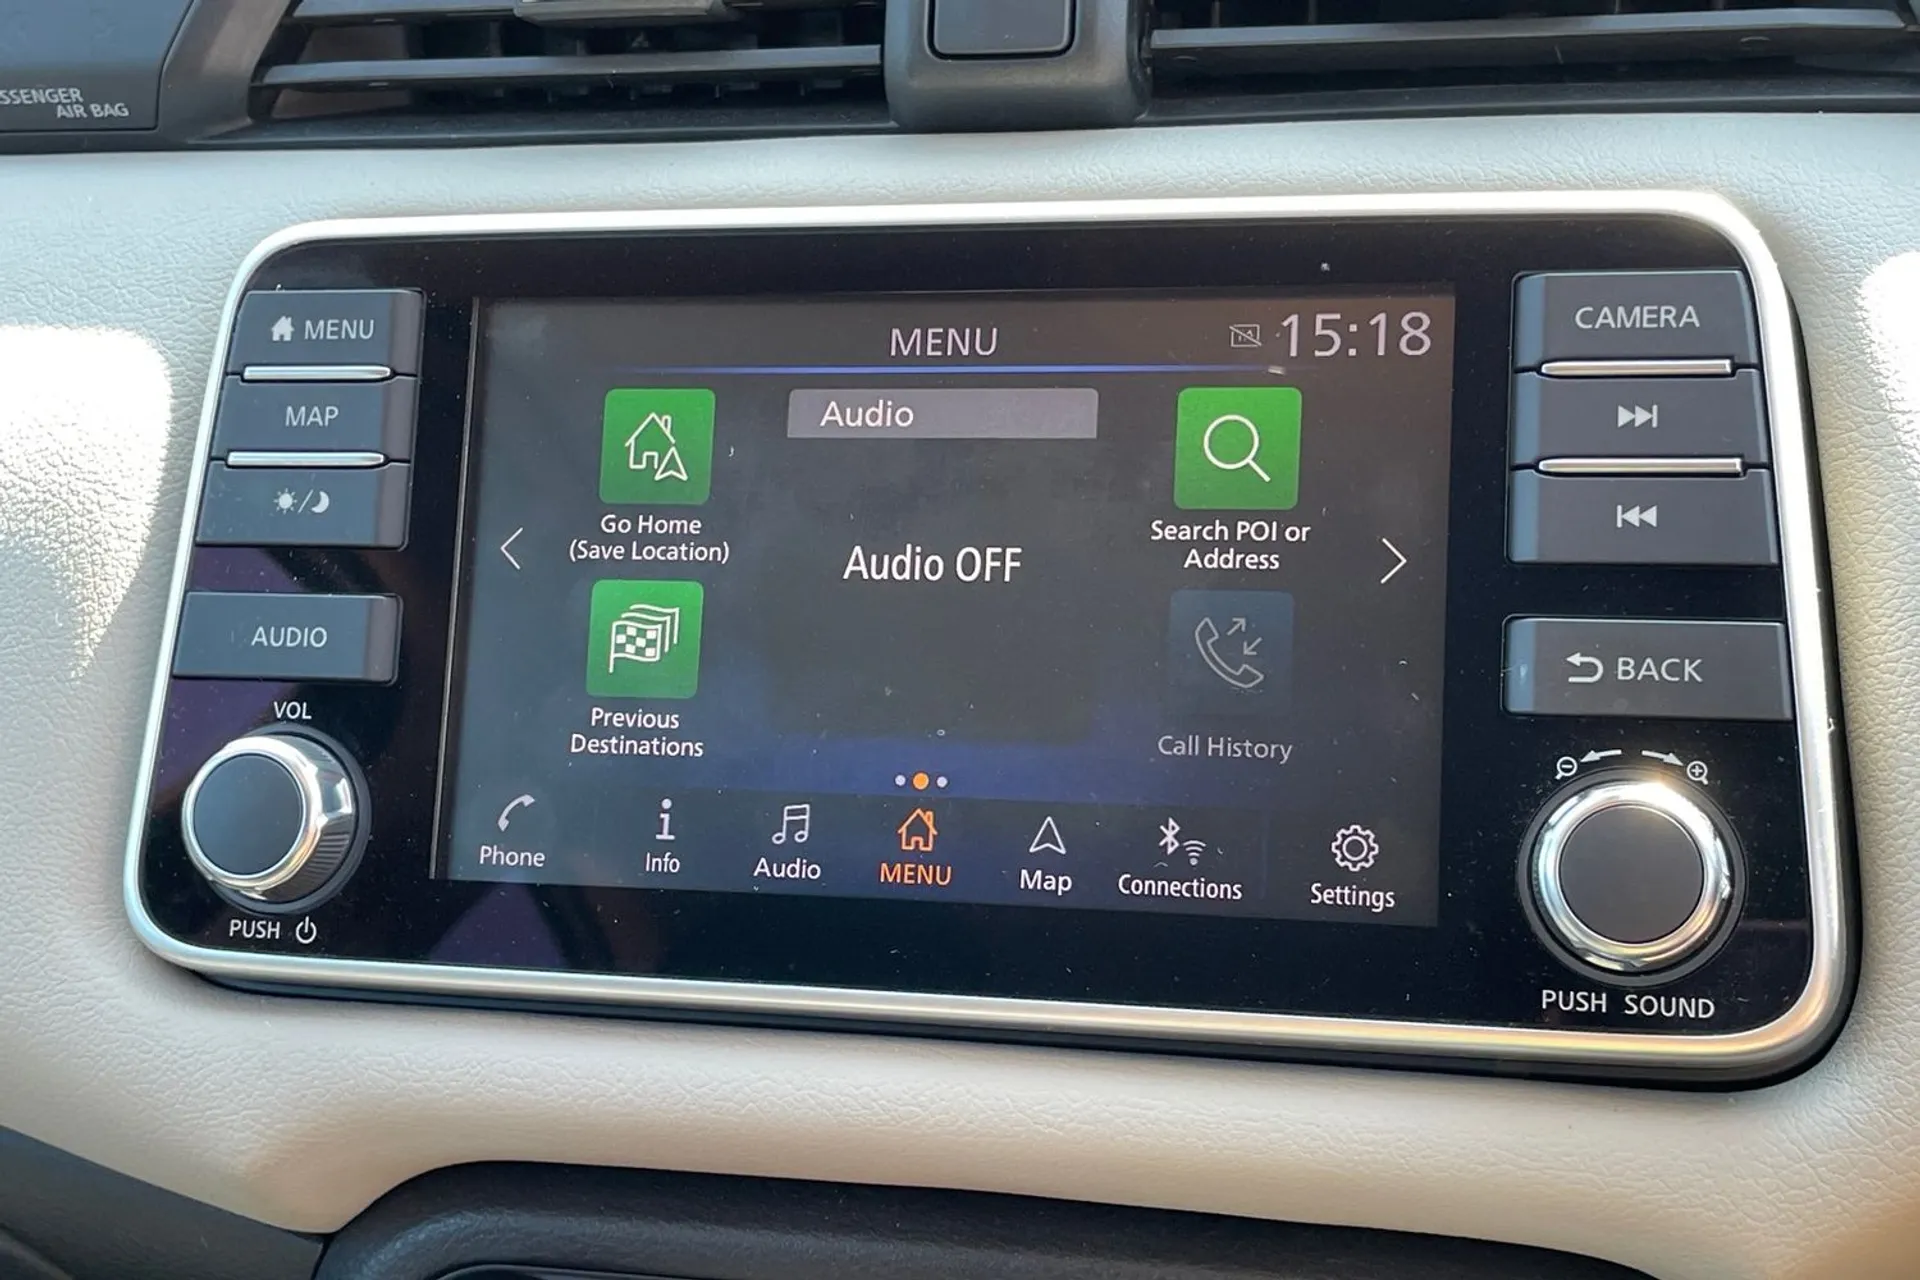 AIR BAG
MENU
MAP
AUDIO
VOL
PUSH
MENU
15:18
Go Home
(Save Location)
Audio
Audio OFF
Search POI or
Address
Previous
Destinations
Call History
Phone
Info
Audio
MENU
Map
Connections
Settings
CAMERA
BACK
PUSH SOUND